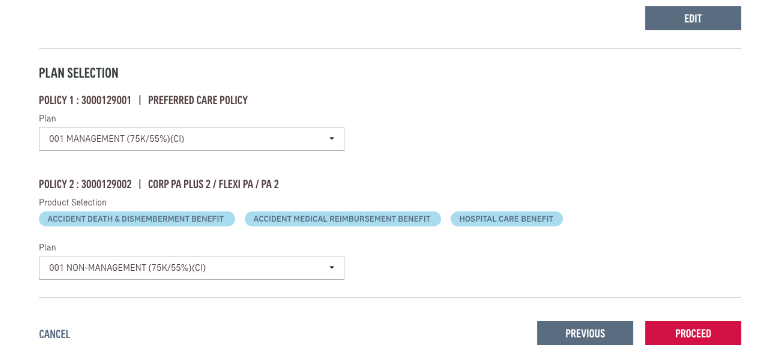 EDIT
PLAN SELECTION
POLICY 1 : 3000129001 | PREFERRED CARE POLICY
Plan
001 MANAGEMENT (75K/55%)(CI)
POLICY 2 : 3000129002 | CORP PA PLUS 2 / FLEXI PA / PA 2
Product Selection
ACCIDENT DEATH & DISMEMBERMENT BENEFIT ACCIDENT MEDICAL REIMBURSEMENT BENEFIT HOSPITAL CARE BENEFIT
Plan
001 NON-MANAGEMENT (75K/55%)(CI)
CANCEL PREVIOUS PROCEED